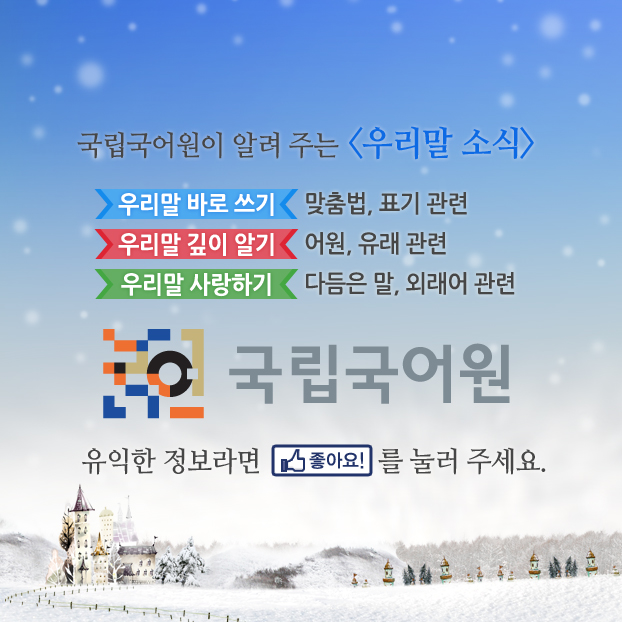 국립국어원이 알려 주는 〈우리말 소식〉
우리말 바로 쓰기 맞춤법, 표기 관련
우리말 깊이 알기 어원, 유래 관련
우리말 사랑하기 다듬은 말, 외래어 관련
국립국어원
유익한 정보라면 좋아요! 를 눌러 주세요.